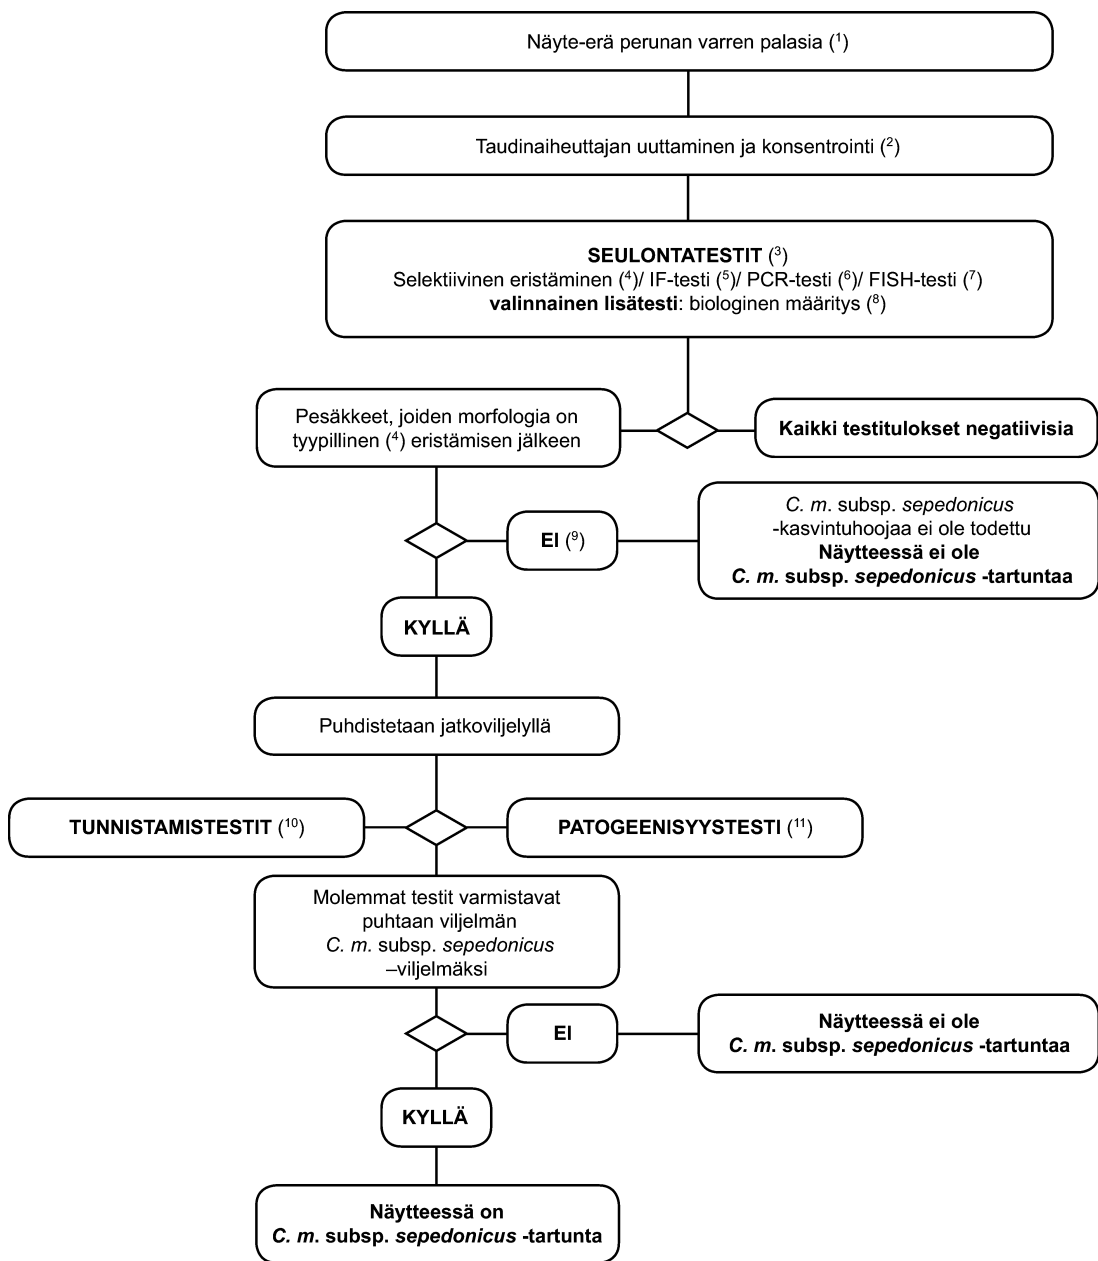 Näyte-erä perunan varren palasia (¹)
Taudinaiheuttajan uuttaminen ja konsentrointi (²)
SEULONTATESTIT (³)
Selektiivinen eristäminen (⁴)/ IF-testi (⁵)/ PCR-testi (⁶)/ FISH-testi (⁷)
valinnainen lisätesti: biologinen määritys (⁸)
Pesäkkeet, joiden morfologia on
tyypillinen (⁴) eristämisen jälkeen
Kaikki testitulokset negatiivisia
EI (⁹)
C. m. subsp. sepedonicus
-kasvintuhoojaa ei ole todettu
Näytteessä ei ole
C. m. subsp. sepedonicus -tartuntaa
KYLLÄ
Puhdistetaan jatkoviljelyllä
TUNNISTAMISTESTIT (¹⁰)
PATOGEENISYYSTESTI (¹¹)
Molemmat testit varmistavat
puhtaan viljelmän
C. m. subsp. sepedonicus
–viljelmäksi
EI
Näytteessä ei ole
C. m. subsp. sepedonicus -tartuntaa
KYLLÄ
Näytteessä on
C. m. subsp. sepedonicus -tartunta